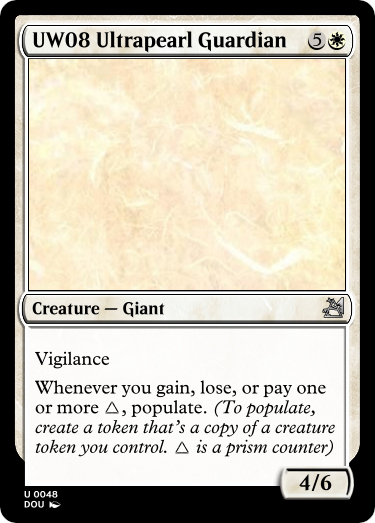 UW08 Ultrapearl Guardian 5
Creature — Giant
Vigilance
Whenever you gain, lose, or pay one
or more △, populate. (To populate,
create a token that's a copy of a creature
token you control. △ is a prism counter)
4/6
U 0048
DOU